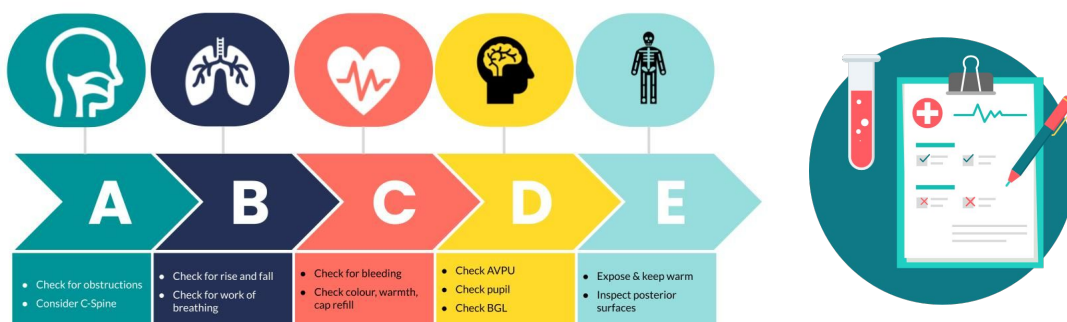 A
B
C
D
E
• Check for obstructions
• Consider C-Spine
• Check for rise and fall
• Check for work of
breathing
• Check for bleeding
• Check colour, warmth,
cap refill
• Check AVPU
• Check pupil
• Check BGL
• Expose & keep warm
• Inspect posterior
surfaces